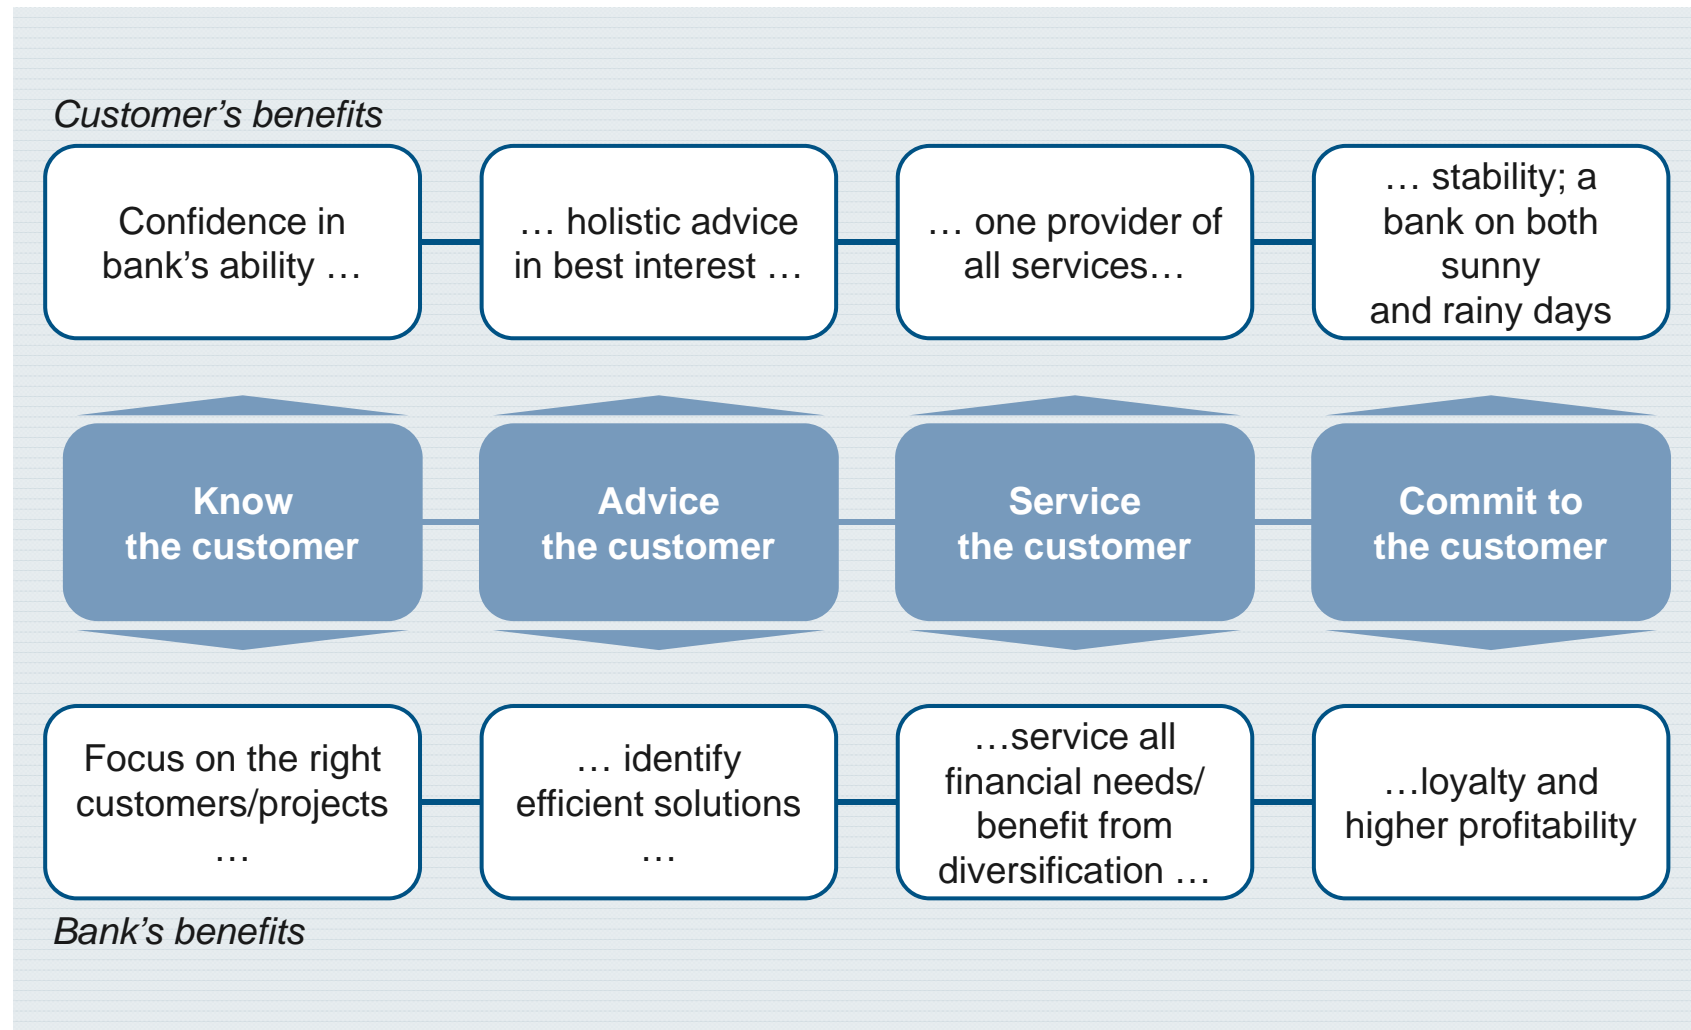 Customer’s benefits
Confidence in
bank’s ability …
… holistic advice
in best interest …
… one provider of
all services…
… stability; a
bank on both
sunny
and rainy days
Know
the customer
Advice
the customer
Service
the customer
Commit to
the customer
Focus on the right
customers/projects
…
… identify
efficient solutions
…
…service all
financial needs/
benefit from
diversification …
…loyalty and
higher profitability
Bank’s benefits